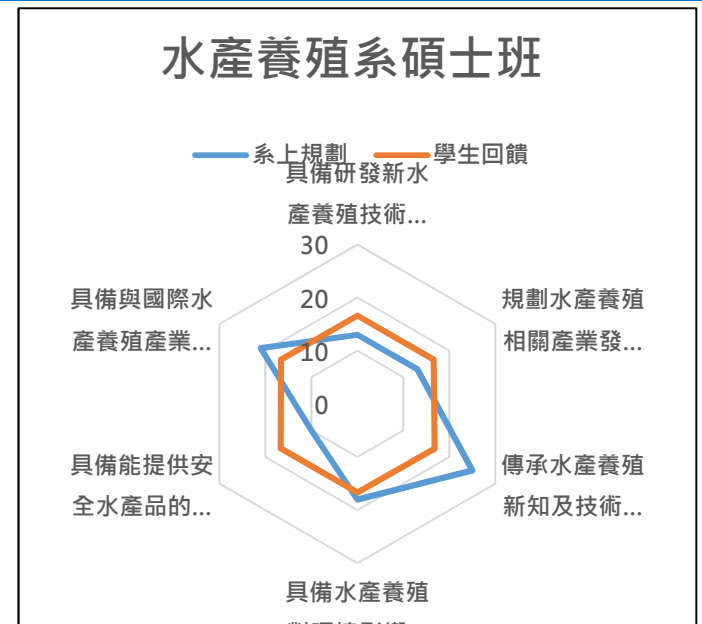 水產養殖系碩士班
系上規劃 學生回饋
具備研發新水
產養殖技術...
30
20
10
0
規劃水產養殖
相關產業發...
傳承水產養殖
新知及技術...
具備水產養殖
具備能提供安
全水產品的...
具備與國際水
產養殖產業...